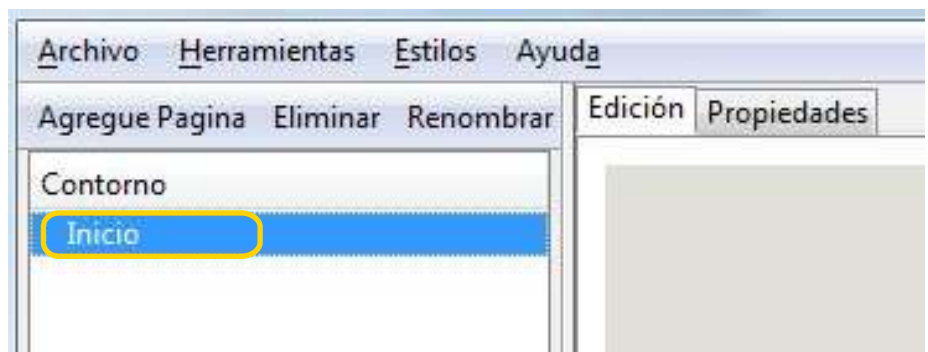 Archivo Herramientas Estilos Ayuda
Agregue Pagina Eliminar Renombrar
Edición Propiedades
Contorno
Inicio